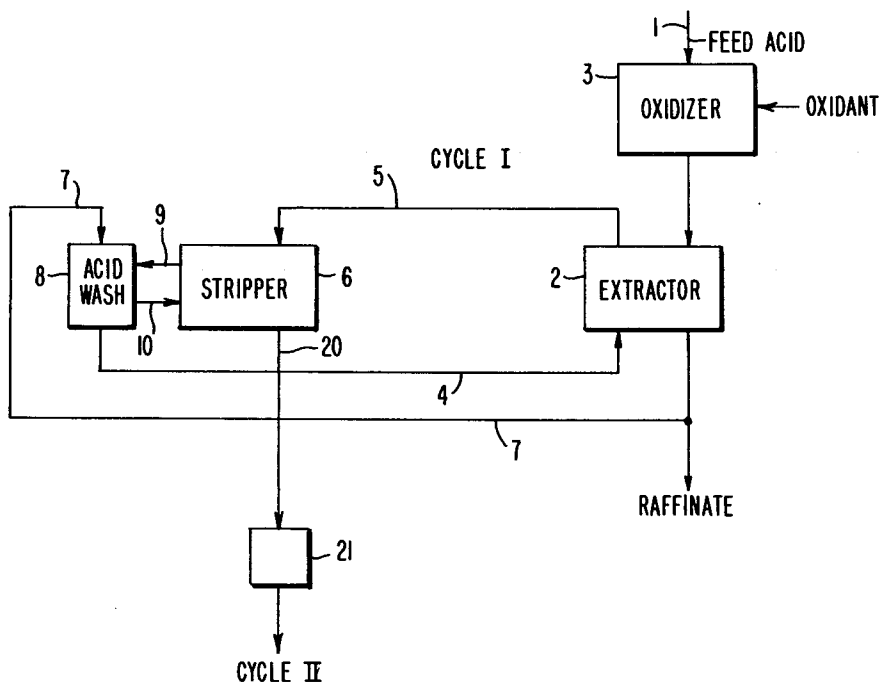 1
FEED ACID
3
OXIDIZER
OXIDANT
CYCLE I
7
5
9
8
ACID
WASH
STRIPPER
6
2
EXTRACTOR
10
20
4
7
RAFFINATE
21
CYCLE II